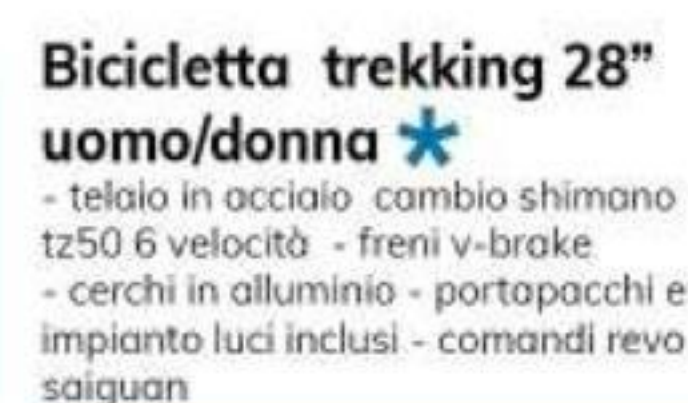 Bicicletta trekking 28”
uomo/donna *
- telaio in acciaio cambio shimano
tz50 6 velocità - freni v-brake
- cerchi in alluminio - portapacchi e
impianto luci inclusi - comandi revo
saiguan